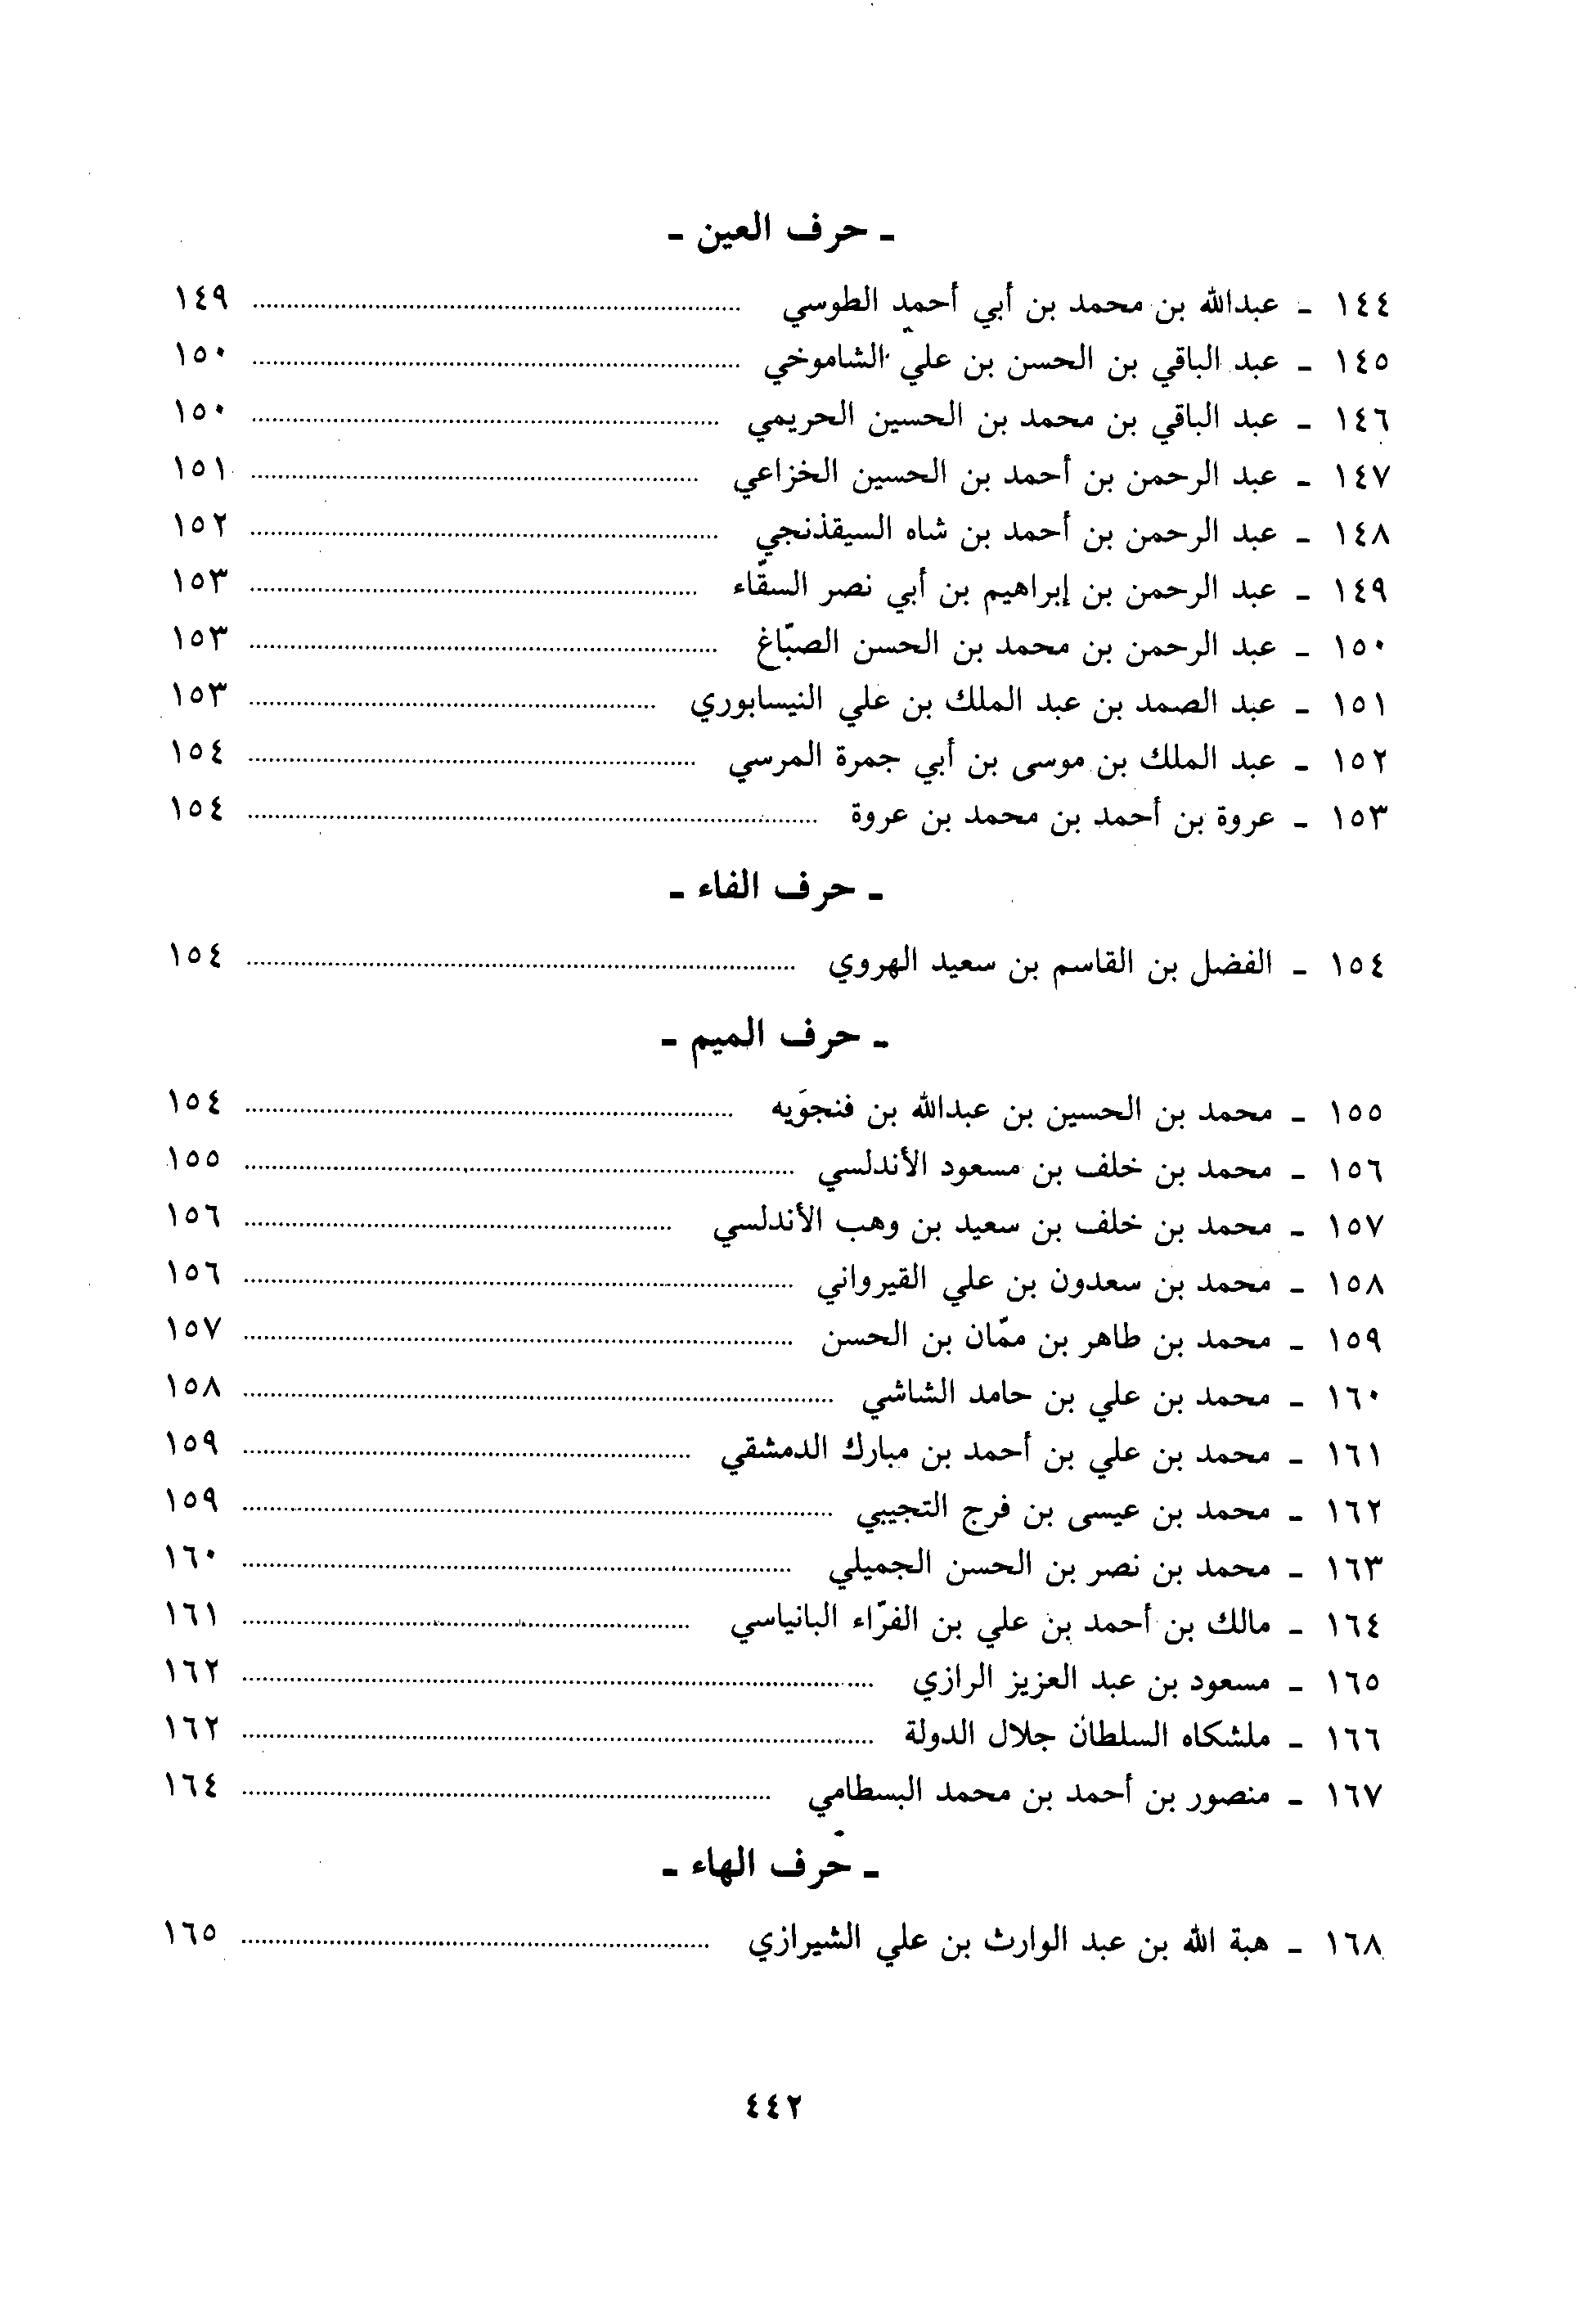 ـ حرف العين ـ
١٤٤ ـ عبدالله بن محمد بن أبي أحمد الطوسي ........ ١٤٩
١٤٥ ـ عبد الباقي بن الحسن بن علي الشاموخي ........ ١٥٠
١٤٦ ـ عبد الباقي بن محمد بن الحسين الحريمي ........ ١٥٠
١٤٧ ـ عبد الرحمن بن أحمد بن الحسين الخزاعي ........ ١٥١
١٤٨ ـ عبد الرحمن بن أحمد بن شاه السيقذنجي ........ ١٥٢
١٤٩ ـ عبد الرحمن بن إبراهيم بن أبي نصر السقّاء ........ ١٥٣
١٥٠ ـ عبد الرحمن بن محمد بن الحسن الصبّاغ ........ ١٥٣
١٥١ ـ عبد الصمد بن عبد الملك بن علي النيسابوري ........ ١٥٣
١٥٢ ـ عبد الملك بن موسى بن أبي جمرة المرسي ........ ١٥٤
١٥٣ ـ عروة بن أحمد بن محمد بن عروة ........ ١٥٤
ـ حرف الفاء ـ
١٥٤ ـ الفضل بن القاسم بن سعيد الهروي ........ ١٥٤
ـ حرف الميم ـ
١٥٥ ـ محمد بن الحسين بن عبدالله بن فنجوَيه ........ ١٥٤
١٥٦ ـ محمد بن خلف بن مسعود الأندلسي ........ ١٥٥
١٥٧ ـ محمد بن خلف بن سعيد بن وهب الأندلسي ........ ١٥٦
١٥٨ ـ محمد بن سعدون بن علي القيرواني ........ ١٥٦
١٥٩ ـ محمد بن طاهر بن ممّان بن الحسن ........ ١٥٧
١٦٠ ـ محمد بن علي بن حامد الشاشي ........ ١٥٨
١٦١ ـ محمد بن علي بن أحمد بن مبارك الدمشقي ........ ١٥٩
١٦٢ ـ محمد بن عيسى بن فرج التجيبي ........ ١٥٩
١٦٣ ـ محمد بن نصر بن الحسن الجميلي ........ ١٦٠
١٦٤ ـ مالك بن أحمد بن علي بن الفرّاء البانياسي ........ ١٦١
١٦٥ ـ مسعود بن عبد العزيز الرازي ........ ١٦٢
١٦٦ ـ ملشكاه السلطان جلال الدولة ........ ١٦٢
١٦٧ ـ منصور بن أحمد بن محمد البسطامي ........ ١٦٤
ـ حرف الهاء ـ
١٦٨ ـ هبة الله بن عبد الوارث بن علي الشيرازي ........ ١٦٥
٤٤٢